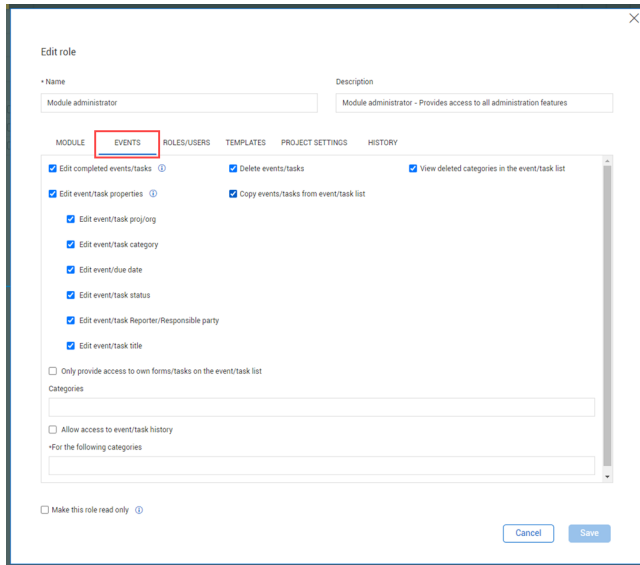 Edit role
• Name
Description
Module administrator
Module administrator - Provides access to all administration features
MODULE EVENTS ROLES/USERS TEMPLATES PROJECT SETTINGS HISTORY
Edit completed events/tasks
Delete events/tasks
View deleted categories in the event/task list
Edit event/task properties
Copy events/tasks from event/task list
Edit event/task proj/org
Edit event/task category
Edit event/due date
Edit event/task status
Edit event/task Reporter/Responsible party
Edit event/task title
Only provide access to own forms/tasks on the event/task list
Categories
Allow access to event/task history
•For the following categories
Make this role read only
Cancel
Save